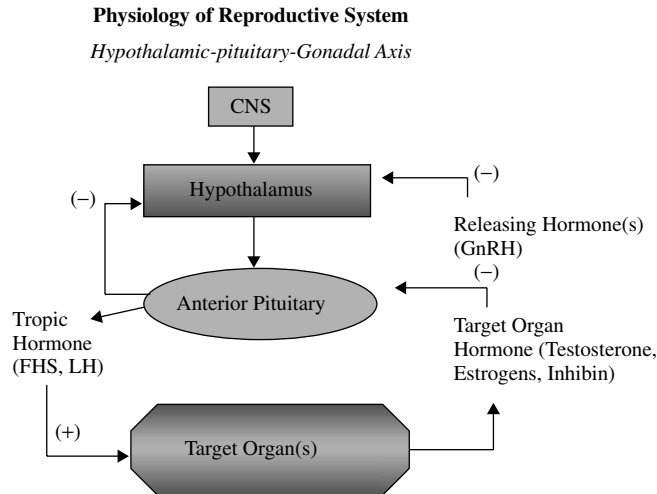 Physiology of Reproductive System
Hypothalamic-pituitary-Gonadal Axis
CNS
Hypothalamus
(−)
(−)
Releasing Hormone(s)
(GnRH)
(−)
Anterior Pituitary
Tropic
Hormone
(FHS, LH)
Target Organ
Hormone (Testosterone,
Estrogens, Inhibin)
(+)
Target Organ(s)